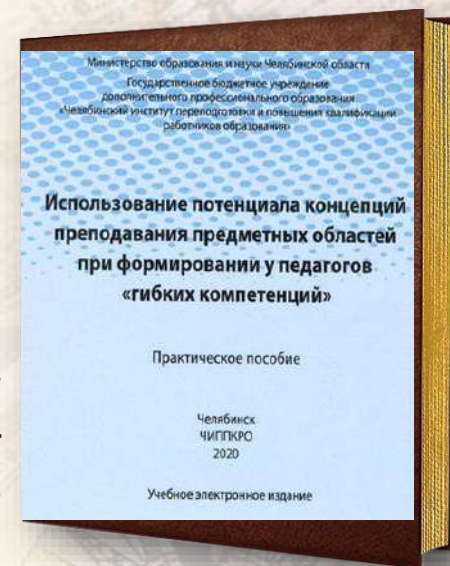 Министерство образования и науки Челябинской области
Государственное бюджетное учреждение
дополнительного профессионального образования
«Челябинский институт переподготовки и повышения квалификации
работников образования»
Использование потенциала концепций
преподавания предметных областей
при формировании у педагогов
«гибких компетенций»
Практическое пособие
Челябинск
ЧИППКРО
2020
Учебное электронное издание